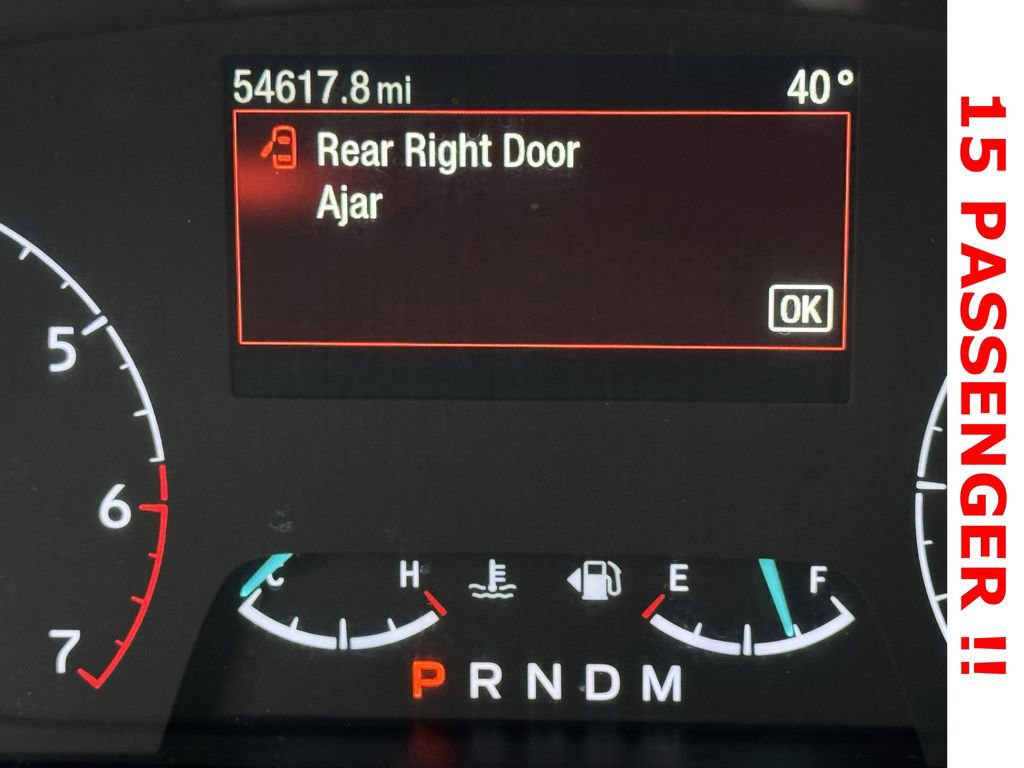 54617.8 mi 40°
Rear Right Door
Ajar
OK
5
6
7
C H E F
P R N D M
15 PASSENGER !!